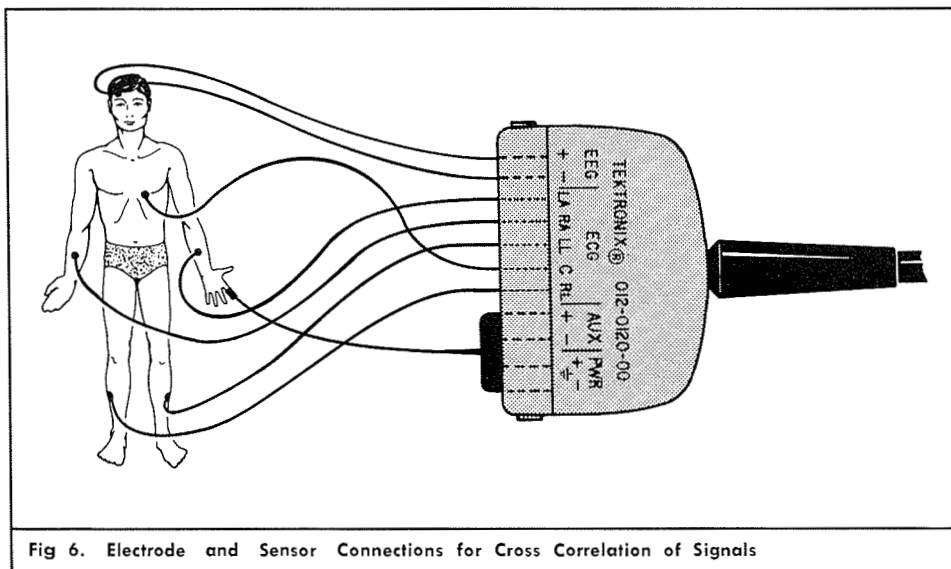 TEKTRONIX® 012-0120-00
EEG ECG AUX PWR
+ - LA RA LL C RL + - + -
Fig 6. Electrode and Sensor Connections for Cross Correlation of Signals